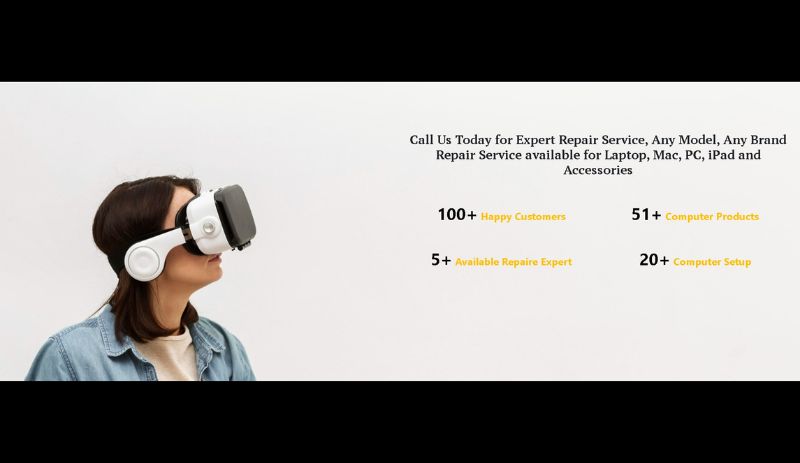 Call Us Today for Expert Repair Service, Any Model, Any Brand
Repair Service available for Laptop, Mac, PC, iPad and
Accessories
100+ Happy Customers
51+ Computer Products
5+ Available Repaire Expert
20+ Computer Setup